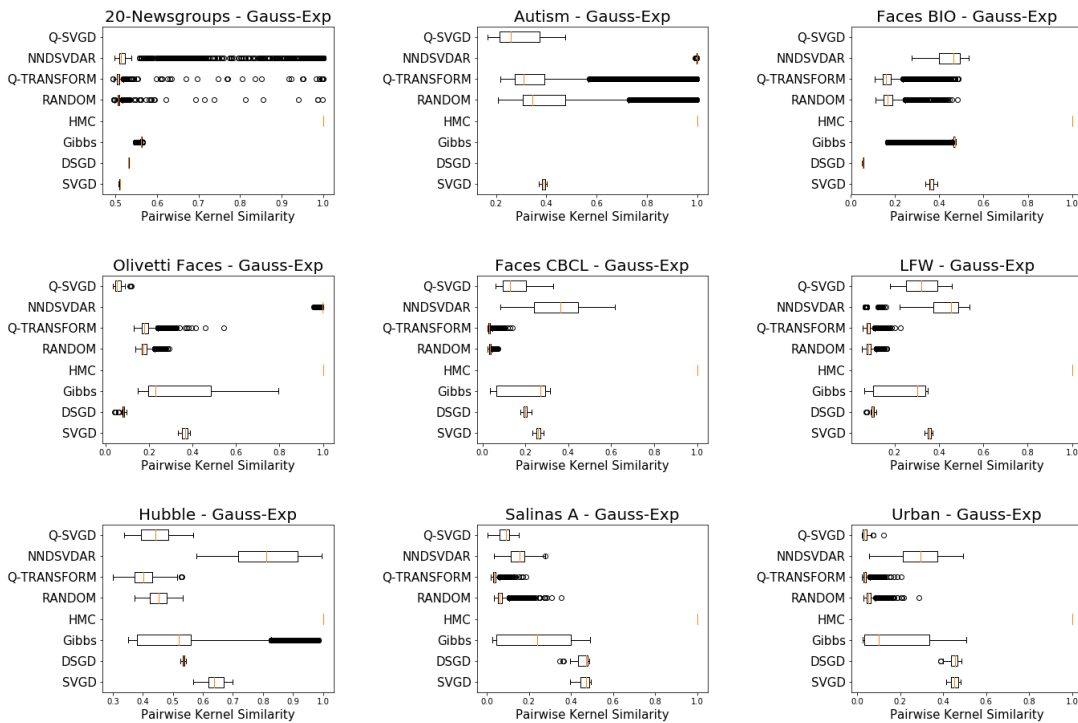 20-Newsgroups - Gauss-Exp
Q-SVGD
NNDSVDAR
Q-TRANSFORM
RANDOM
HMC
Gibbs
DSGD
SVGD
0.5 0.6 0.7 0.8 0.9 1.0
Pairwise Kernel Similarity
Autism - Gauss-Exp
Q-SVGD
NNDSVDAR
Q-TRANSFORM
RANDOM
HMC
Gibbs
DSGD
SVGD
0.2 0.4 0.6 0.8 1.0
Pairwise Kernel Similarity
Faces BIO - Gauss-Exp
Q-SVGD
NNDSVDAR
Q-TRANSFORM
RANDOM
HMC
Gibbs
DSGD
SVGD
0.0 0.2 0.4 0.6 0.8 1.0
Pairwise Kernel Similarity
Olivetti Faces - Gauss-Exp
Q-SVGD
NNDSVDAR
Q-TRANSFORM
RANDOM
HMC
Gibbs
DSGD
SVGD
0.0 0.2 0.4 0.6 0.8 1.0
Pairwise Kernel Similarity
Faces CBCL - Gauss-Exp
Q-SVGD
NNDSVDAR
Q-TRANSFORM
RANDOM
HMC
Gibbs
DSGD
SVGD
0.0 0.2 0.4 0.6 0.8 1.0
Pairwise Kernel Similarity
LFW - Gauss-Exp
Q-SVGD
NNDSVDAR
Q-TRANSFORM
RANDOM
HMC
Gibbs
DSGD
SVGD
0.2 0.4 0.6 0.8 1.0
Pairwise Kernel Similarity
Hubble - Gauss-Exp
Q-SVGD
NNDSVDAR
Q-TRANSFORM
RANDOM
HMC
Gibbs
DSGD
SVGD
0.3 0.4 0.5 0.6 0.7 0.8 0.9 1.0
Pairwise Kernel Similarity
Salinas A - Gauss-Exp
Q-SVGD
NNDSVDAR
Q-TRANSFORM
RANDOM
HMC
Gibbs
DSGD
SVGD
0.0 0.2 0.4 0.6 0.8 1.0
Pairwise Kernel Similarity
Urban - Gauss-Exp
Q-SVGD
NNDSVDAR
Q-TRANSFORM
RANDOM
HMC
Gibbs
DSGD
SVGD
0.2 0.4 0.6 0.8 1.0
Pairwise Kernel Similarity